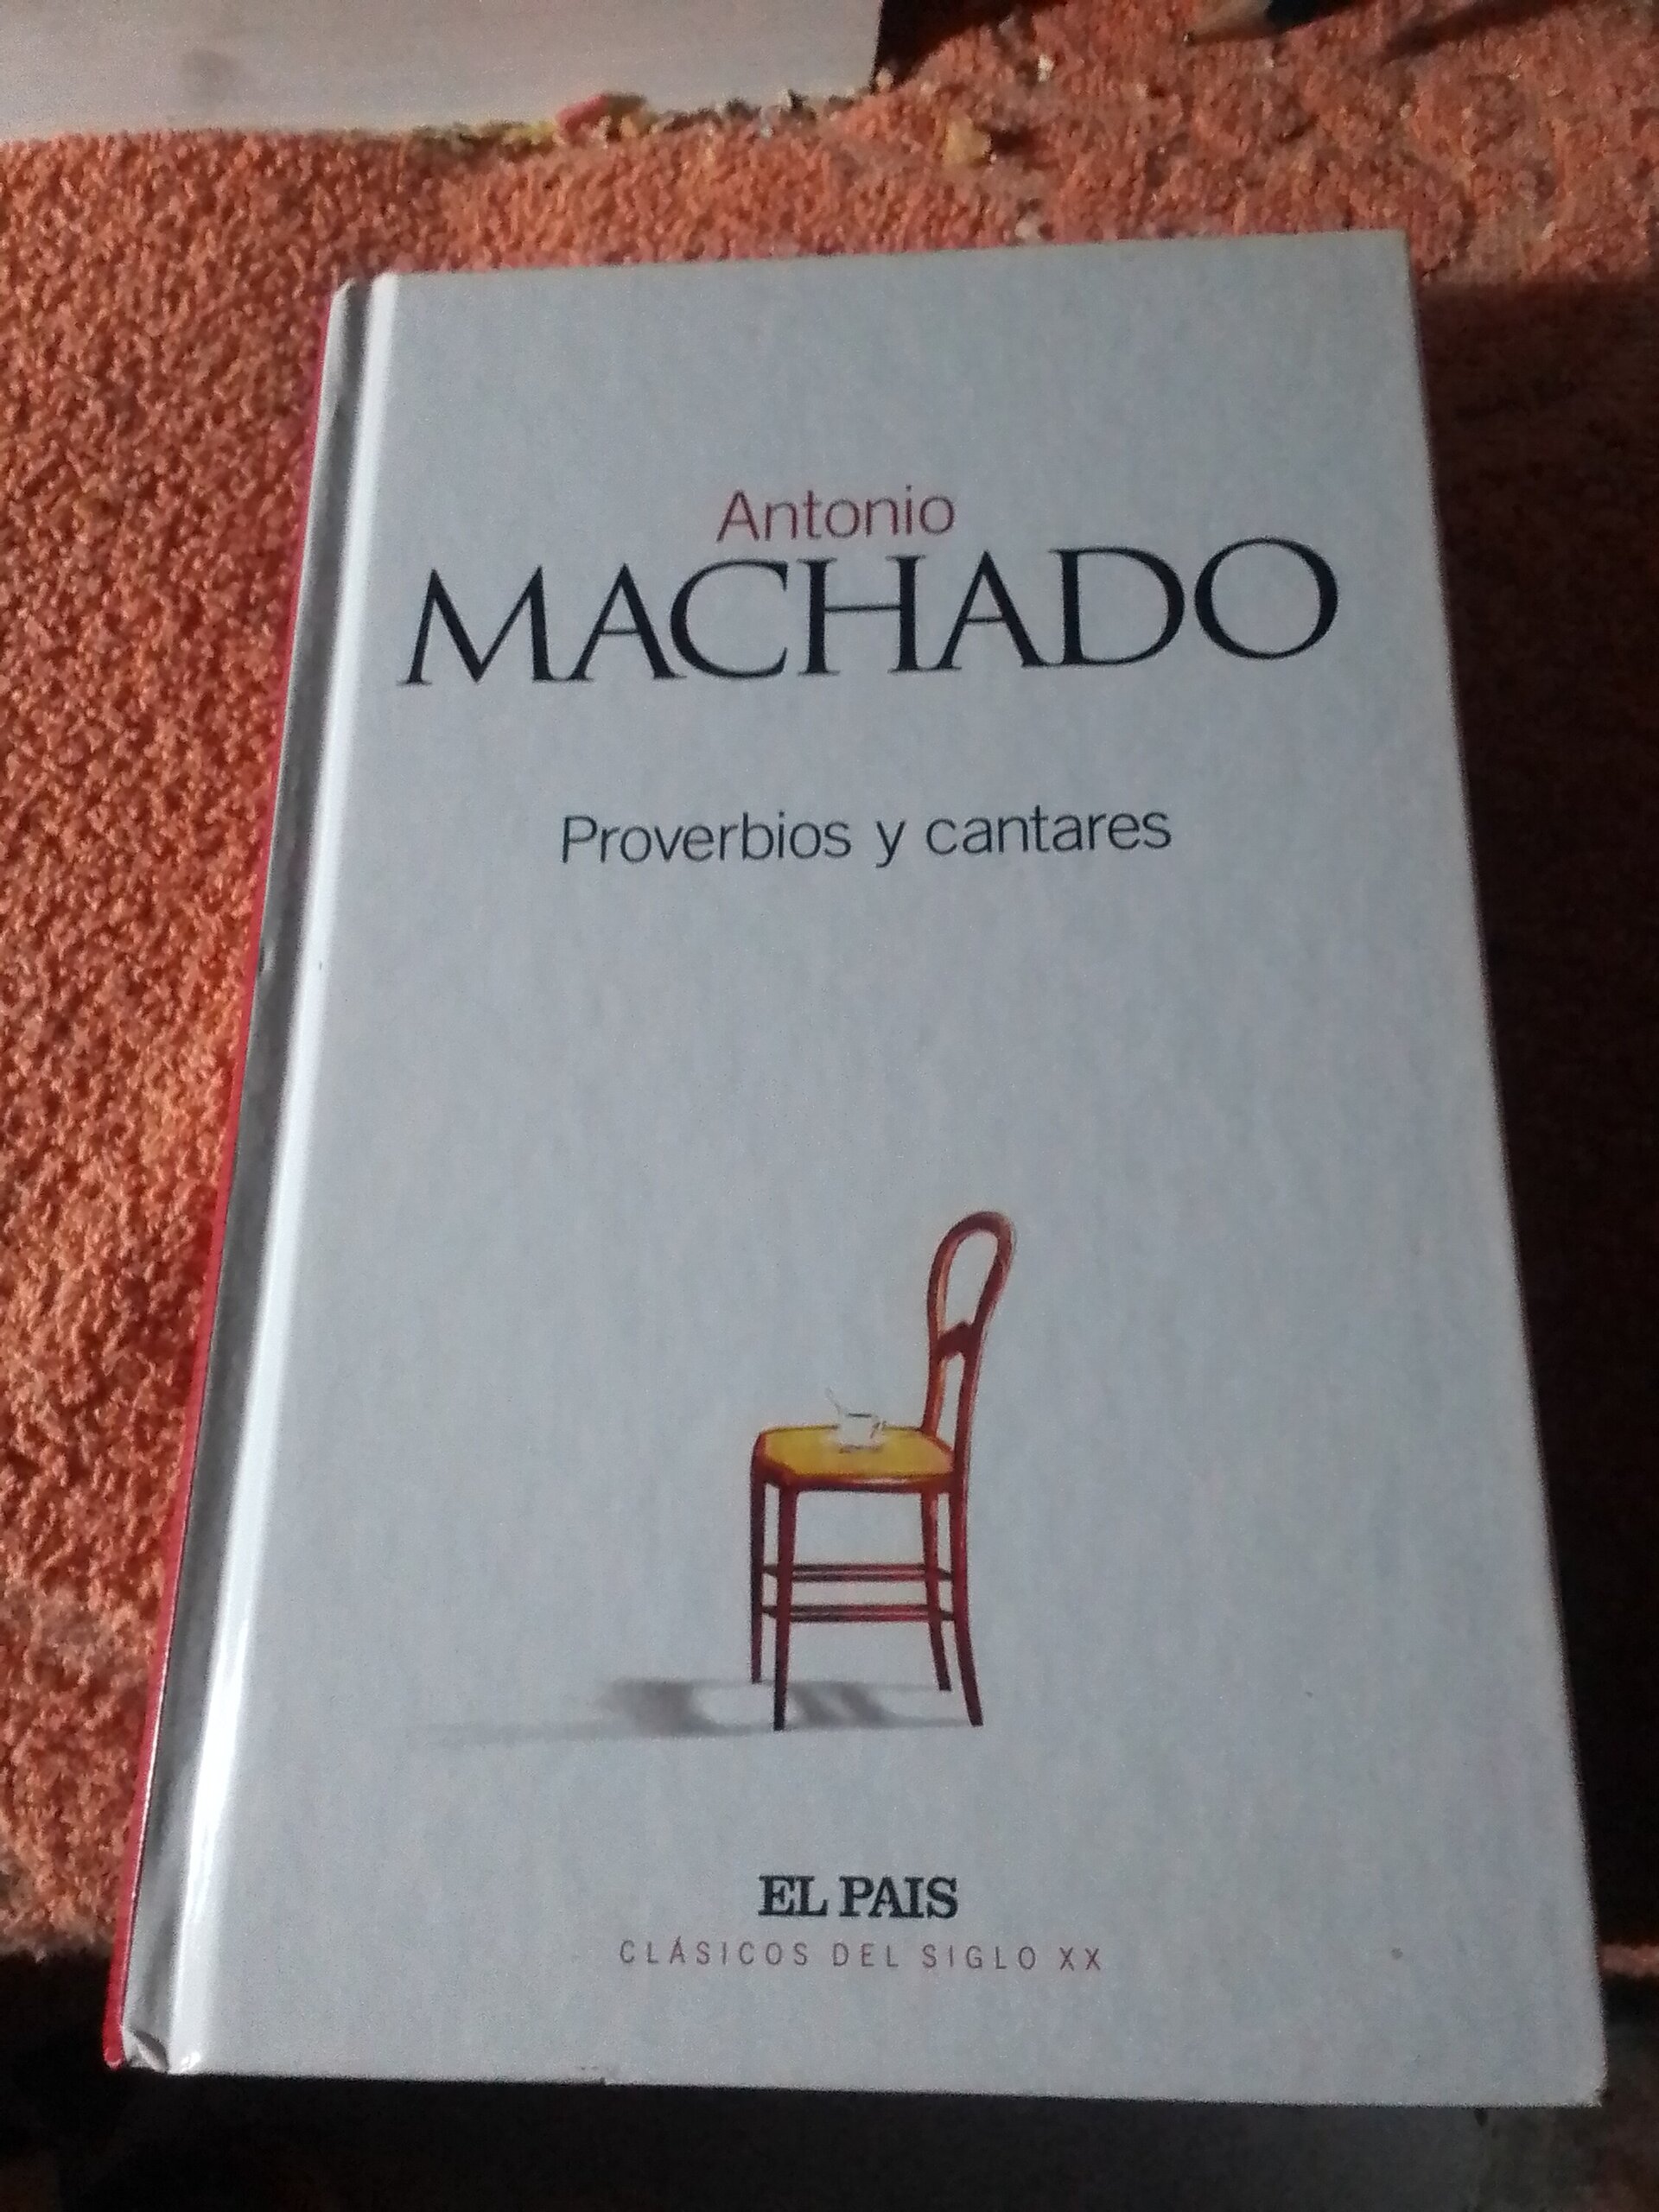 Antonio
MACHADO
Proverbios y cantares
EL PAIS
CLÁSICOS DEL SIGLO XX